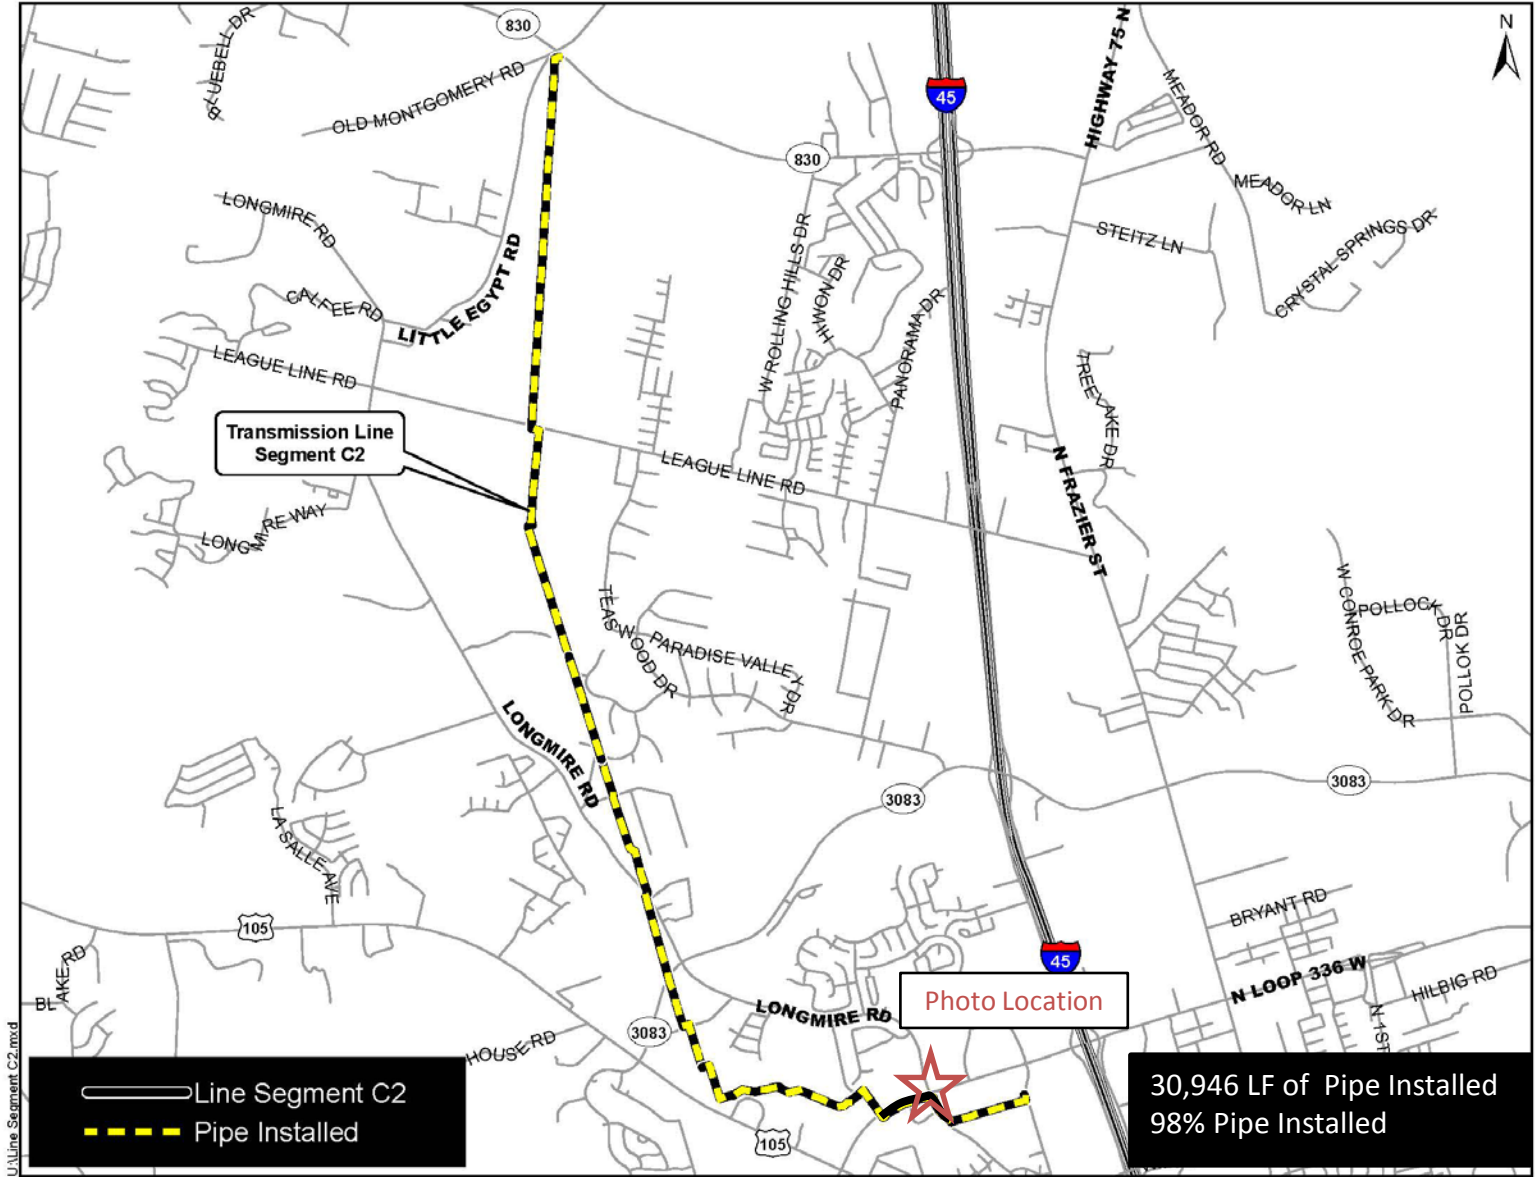 N
830
BLUEBELL DR
OLD MONTGOMERY RD
45
HIGHWAY 75 N
MEADOR RD
830
MEADOR LN
LONGMIRE RD
STEITZ LN
CRYSTAL SPRINGS DR
W ROLLING HILLS DR
HIWON DR
PANORAMA DR
CALFEE RD
LITTLE EGYPT RD
LEAGUE LINE RD
TREELAKE DR
Transmission Line
Segment C2
LEAGUE LINE RD
N FRAZIER ST
LONGMIRE WAY
TEASWOOD DR
PARADISE VALLEY DR
W CONROE PARK DR
POLLOCK DR
POLLOK DR
LONGMIRE RD
3083
3083
LA SALLE AVE
105
BRYANT RD
BLAKE RD
45
N LOOP 336 W
HILBIG RD
Photo Location
LONGMIRE RD
N 1ST
3083
HOUSE RD
105
Line Segment C2
Pipe Installed
30,946 LF of Pipe Installed
98% Pipe Installed
U:\Line Segment C2.mxd